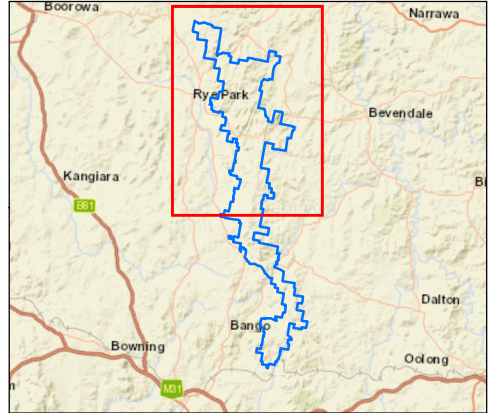 Boorowa
Narrawa
Rye Park
Bevendale
Kangiara
Bi
B81
Dalton
Bango
Bowning
Oolong
m
M31